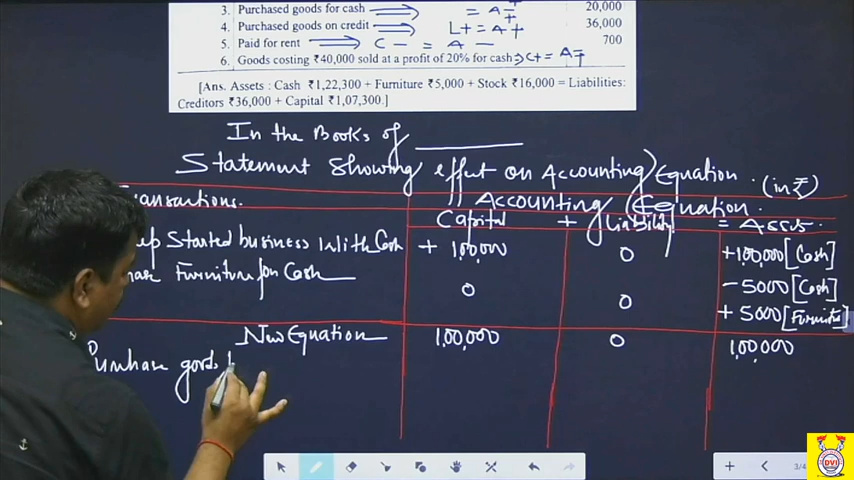 3. Purchased goods for cash = A± 20,000
4. Purchased goods on credit L+ = A+ 36,000
5. Paid for rent C - = A - 700
6. Goods costing ₹40,000 sold at a profit of 20% for cash C+ = A∓
[Ans. Assets : Cash ₹1,22,300 + Furniture ₹5,000 + Stock ₹16,000 = Liabilities:
Creditors ₹36,000 + Capital ₹1,07,300.]
In the Books of
Statement Showing effect on Accounting Equation. (in ₹)
Transactions. Accounting Equation.
Capital + Liability = Assets.
Started business with Cash + 1,00,000 0 +1,00,000 [Cash]
Furniture for Cash 0 0 -5000 [Cash]
+ 5000 [Furniture]
New Equation 1,00,000 0 1,00,000
Purchase goods
3/4
DVI